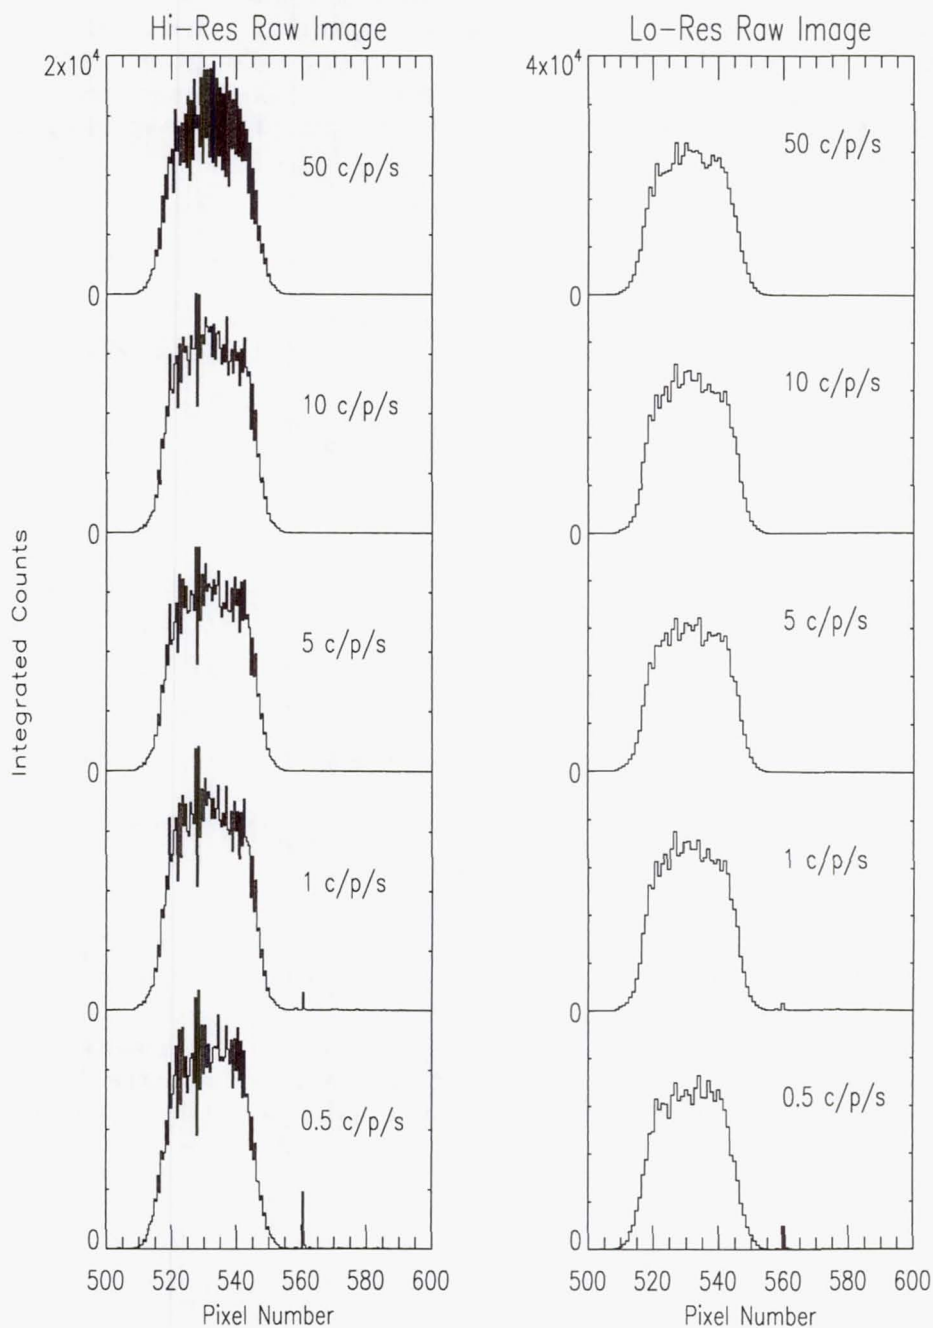 Hi-Res Raw Image
Lo-Res Raw Image
2x10⁴
4x10⁴
50 c/p/s
50 c/p/s
0
0
10 c/p/s
10 c/p/s
0
0
Integrated Counts
5 c/p/s
5 c/p/s
0
0
1 c/p/s
1 c/p/s
0
0
0.5 c/p/s
0.5 c/p/s
0
0
500 520 540 560 580 600
500 520 540 560 580 600
Pixel Number
Pixel Number